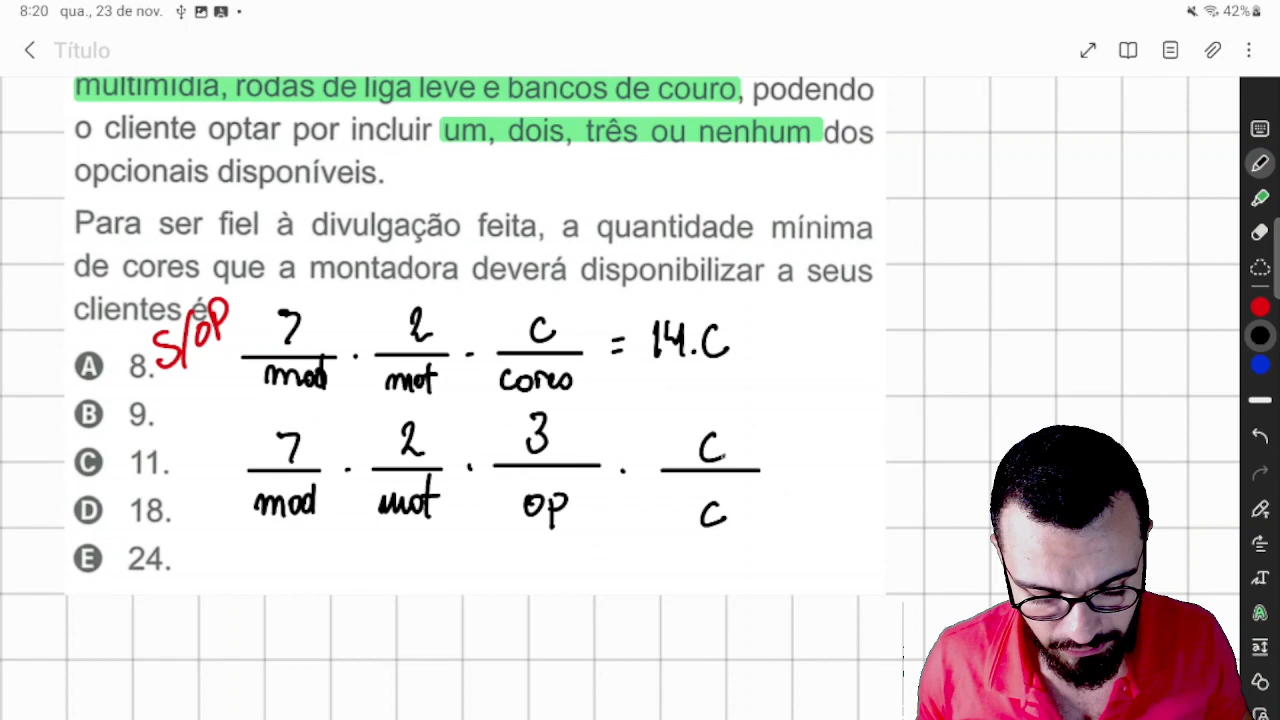 8:20 qua., 23 de nov.
42%
Título
multimídia, rodas de liga leve e bancos de couro, podendo
o cliente optar por incluir um, dois, três ou nenhum dos
opcionais disponíveis.
Para ser fiel à divulgação feita, a quantidade mínima
de cores que a montadora deverá disponibilizar a seus
clientes é
S/OP
7 . 2 . C = 14.C
mod mot cores
A 8.
B 9.
7 . 2 . 3 . C
mod mot op C
C 11.
D 18.
E 24.